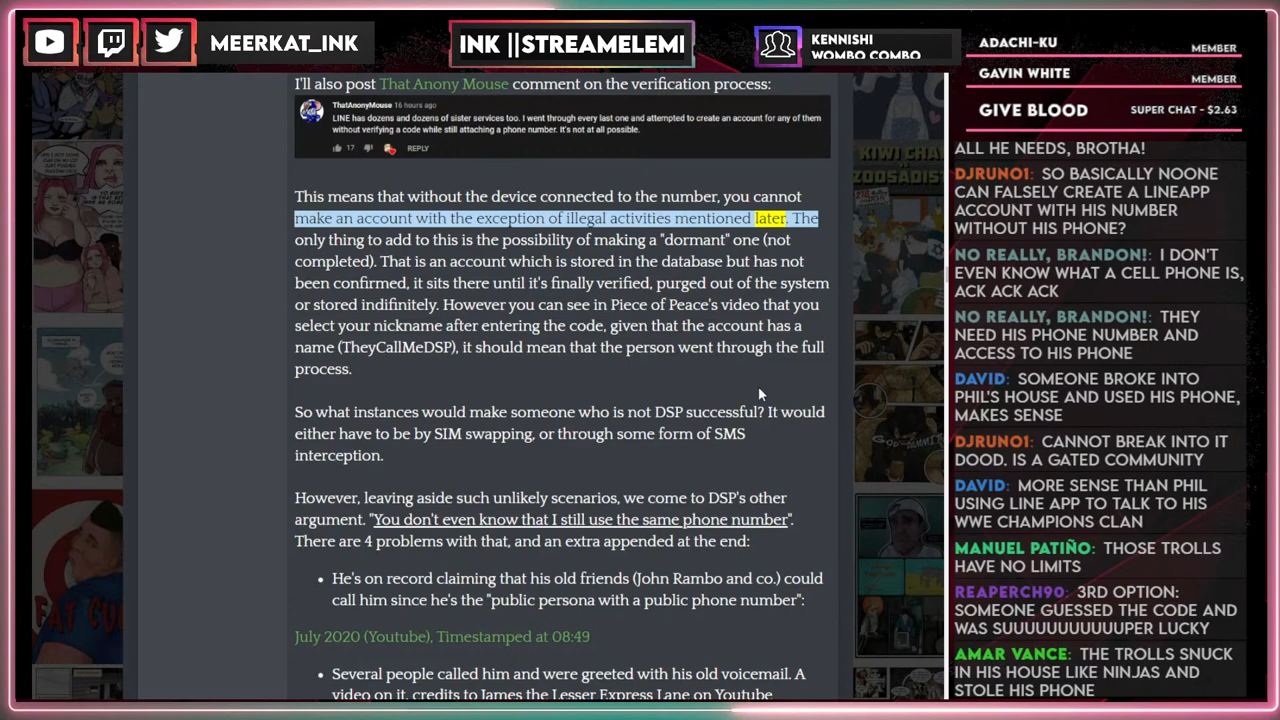 MEERKAT_INK
INK ||STREAMELEMI
KENNISHI
WOMBO COMBO
ADACHI-KU
MEMBER
GAVIN WHITE
MEMBER
GIVE BLOOD
SUPER CHAT - $2.63
I'll also post That Anony Mouse comment on the verification process:
ThatAnonyMouse 16 hours ago
LINE has dozens and dozens of sister services too. I went through every last one and attempted to create an account for any of them
without verifying a code while still attaching a phone number. It's not at all possible.
17
REPLY
This means that without the device connected to the number, you cannot
make an account with the exception of illegal activities mentioned later. The
only thing to add to this is the possibility of making a "dormant" one (not
completed). That is an account which is stored in the database but has not
been confirmed, it sits there until it's finally verified, purged out of the system
or stored indifinitely. However you can see in Piece of Peace's video that you
select your nickname after entering the code, given that the account has a
name (TheyCallMeDSP), it should mean that the person went through the full
process.
So what instances would make someone who is not DSP successful? It would
either have to be by SIM swapping, or through some form of SMS
interception.
However, leaving aside such unlikely scenarios, we come to DSP's other
argument. "You don't even know that I still use the same phone number".
There are 4 problems with that, and an extra appended at the end:
• He's on record claiming that his old friends (John Rambo and co.) could
call him since he's the "public persona with a public phone number":
July 2020 (Youtube), Timestamped at 08:49
• Several people called him and were greeted with his old voicemail. A
video on it, credits to James the Lesser Express Lane on Youtube
ALL HE NEEDS, BROTHA!
DJRUNO1: SO BASICALLY NOONE
CAN FALSELY CREATE A LINEAPP
ACCOUNT WITH HIS NUMBER
WITHOUT HIS PHONE?
NO REALLY, BRANDON!: I DON'T
EVEN KNOW WHAT A CELL PHONE IS,
ACK ACK ACK
NO REALLY, BRANDON!: THEY
NEED HIS PHONE NUMBER AND
ACCESS TO HIS PHONE
DAVID: SOMEONE BROKE INTO
PHIL'S HOUSE AND USED HIS PHONE,
MAKES SENSE
DJRUNO1: CANNOT BREAK INTO IT
DOOD. IS A GATED COMMUNITY
DAVID: MORE SENSE THAN PHIL
USING LINE APP TO TALK TO HIS
WWE CHAMPIONS CLAN
MANUEL PATIÑO: THOSE TROLLS
HAVE NO LIMITS
REAPERCH90: 3RD OPTION:
SOMEONE GUESSED THE CODE AND
WAS SUUUUUUUUUUPER LUCKY
AMAR VANCE: THE TROLLS SNUCK
IN HIS HOUSE LIKE NINJAS AND
STOLE HIS PHONE